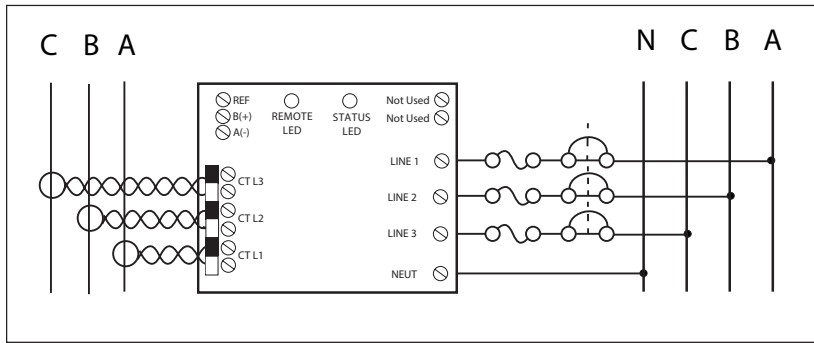 C B A
N C B A
REF
B(+)
A(-)
REMOTE
LED
STATUS
LED
Not Used
Not Used
LINE 1
LINE 2
LINE 3
NEUT
CT L3
CT L2
CT L1